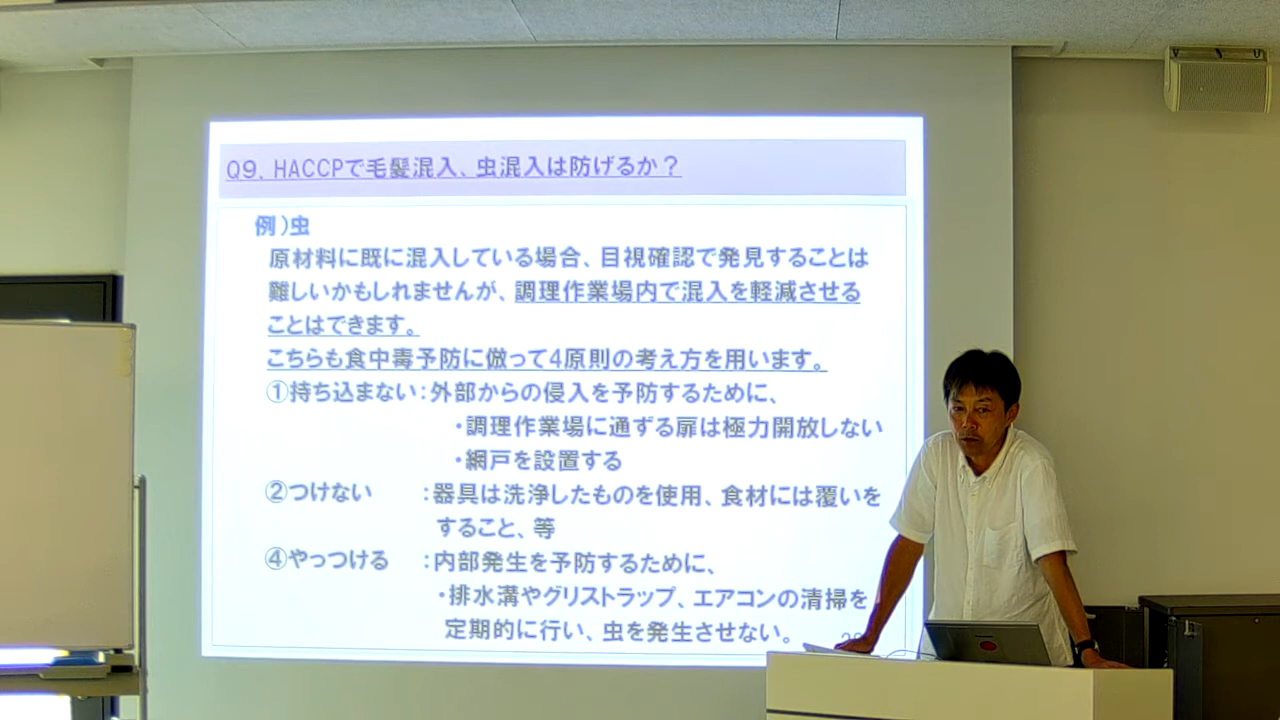 Q9. HACCPで毛髪混入、虫混入は防げるか？
例）虫
原材料に既に混入している場合、目視確認で発見することは
難しいかもしれませんが、調理作業場内で混入を軽減させる
ことはできます。
こちらも食中毒予防に倣って4原則の考え方を用います。
①持ち込まない：外部からの侵入を予防するために、
・調理作業場に通ずる扉は極力開放しない
・網戸を設置する
②つけない ：器具は洗浄したものを使用、食材には覆いを
すること、等
④やっつける ：内部発生を予防するために、
・排水溝やグリストラップ、エアコンの清掃を
定期的に行い、虫を発生させない。